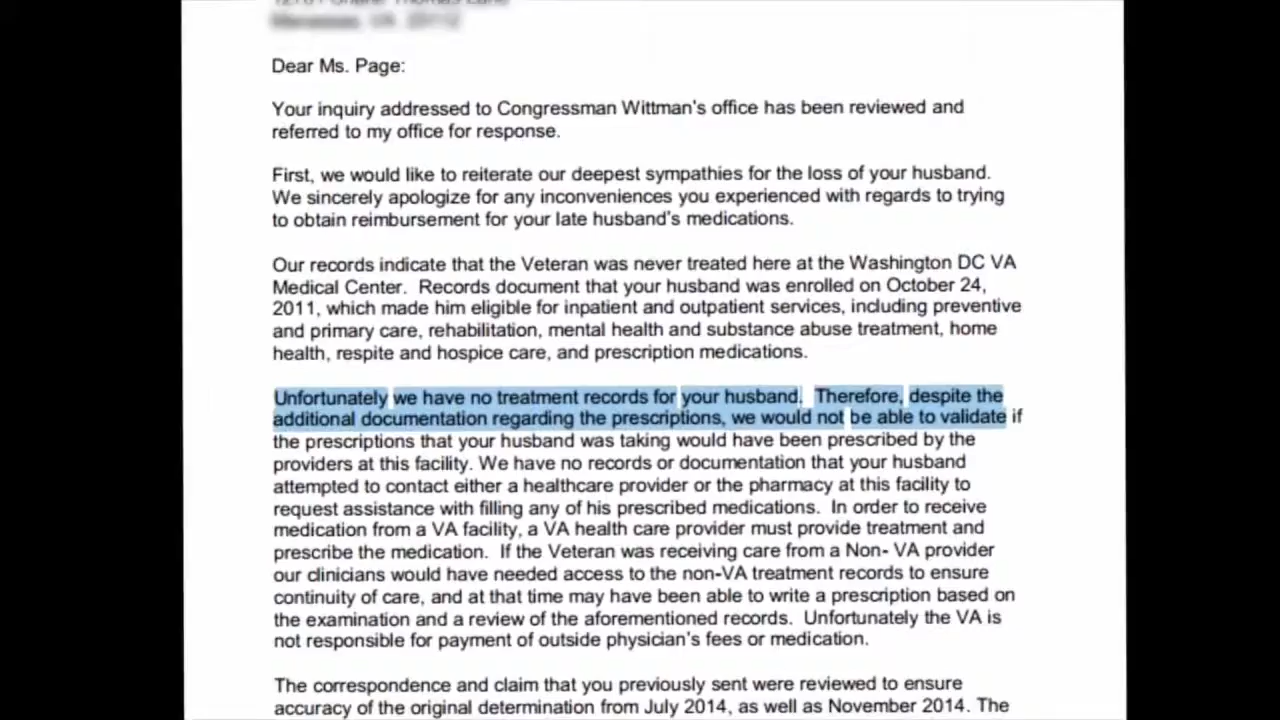 Dear Ms. Page:
Your inquiry addressed to Congressman Wittman's office has been reviewed and
referred to my office for response.
First, we would like to reiterate our deepest sympathies for the loss of your husband.
We sincerely apologize for any inconveniences you experienced with regards to trying
to obtain reimbursement for your late husband's medications.
Our records indicate that the Veteran was never treated here at the Washington DC VA
Medical Center.  Records document that your husband was enrolled on October 24,
2011, which made him eligible for inpatient and outpatient services, including preventive
and primary care, rehabilitation, mental health and substance abuse treatment, home
health, respite and hospice care, and prescription medications.
Unfortunately we have no treatment records for your husband.  Therefore, despite the
additional documentation regarding the prescriptions, we would not be able to validate if
the prescriptions that your husband was taking would have been prescribed by the
providers at this facility. We have no records or documentation that your husband
attempted to contact either a healthcare provider or the pharmacy at this facility to
request assistance with filling any of his prescribed medications.  In order to receive
medication from a VA facility, a VA health care provider must provide treatment and
prescribe the medication.  If the Veteran was receiving care from a Non- VA provider
our clinicians would have needed access to the non-VA treatment records to ensure
continuity of care, and at that time may have been able to write a prescription based on
the examination and a review of the aforementioned records.  Unfortunately the VA is
not responsible for payment of outside physician's fees or medication.
The correspondence and claim that you previously sent were reviewed to ensure
accuracy of the original determination from July 2014, as well as November 2014. The